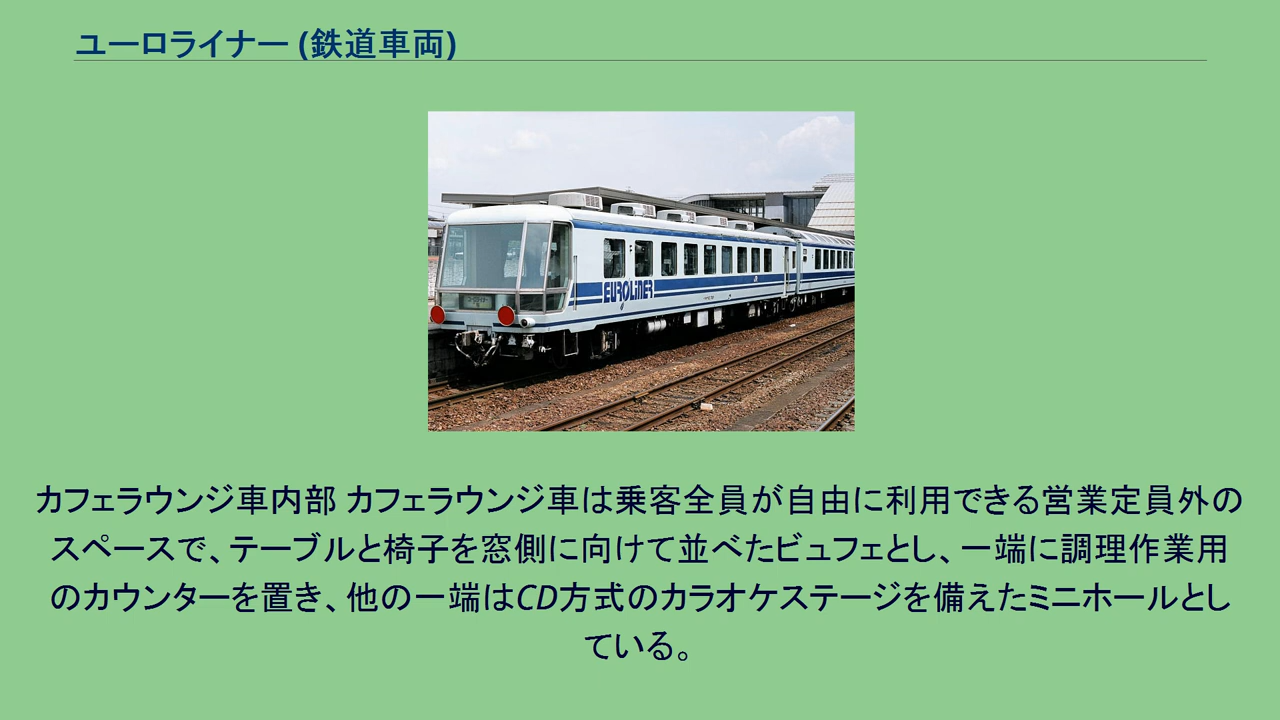 ユーロライナー (鉄道車両)
EUROLINER
カフェラウンジ車内部 カフェラウンジ車は乗客全員が自由に利用できる営業定員外の
スペースで、テーブルと椅子を窓側に向けて並べたビュフェとし、一端に調理作業用
のカウンターを置き、他の一端はCD方式のカラオケステージを備えたミニホールとし
ている。